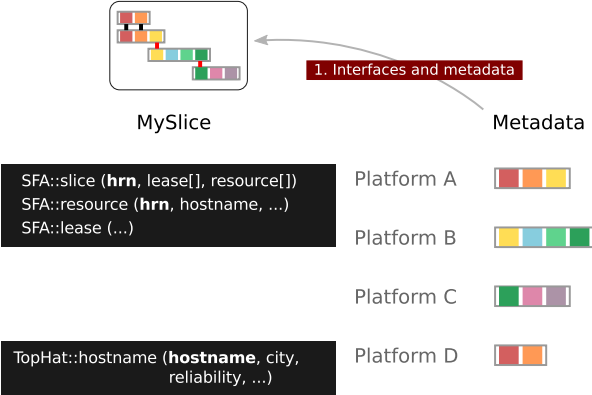 1. Interfaces and metadata
MySlice
Metadata
SFA::slice (hrn, lease[], resource[])
SFA::resource (hrn, hostname, ...)
SFA::lease (...)
Platform A
Platform B
Platform C
Platform D
TopHat::hostname (hostname, city,
reliability, ...)